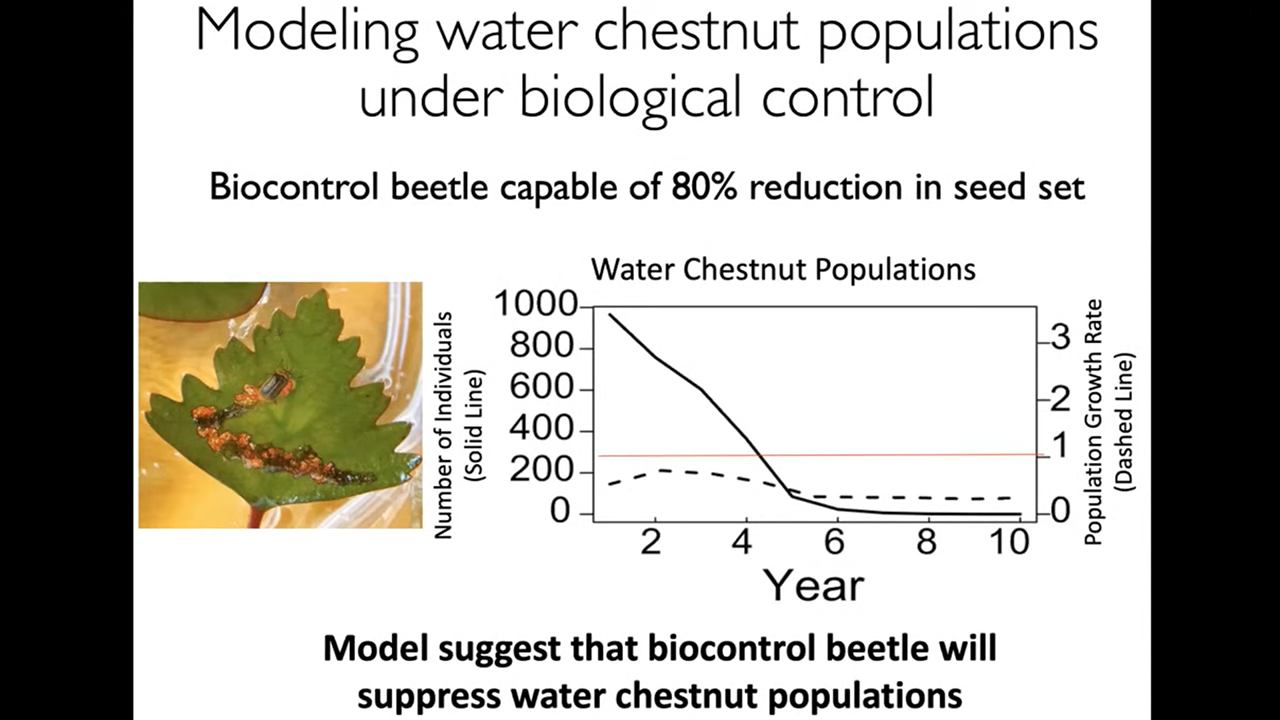 Modeling water chestnut populations
under biological control
Biocontrol beetle capable of 80% reduction in seed set
Water Chestnut Populations
Number of Individuals
(Solid Line)
1000
800
600
400
200
0
3
2
1
0
Population Growth Rate
(Dashed Line)
2 4 6 8 10
Year
Model suggest that biocontrol beetle will
suppress water chestnut populations